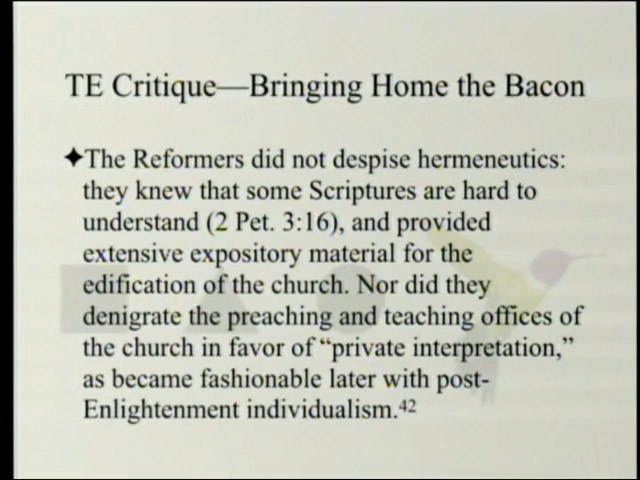 TE Critique—Bringing Home the Bacon
✦The Reformers did not despise hermeneutics:
they knew that some Scriptures are hard to
understand (2 Pet. 3:16), and provided
extensive expository material for the
edification of the church. Nor did they
denigrate the preaching and teaching offices of
the church in favor of “private interpretation,”
as became fashionable later with post-
Enlightenment individualism.42